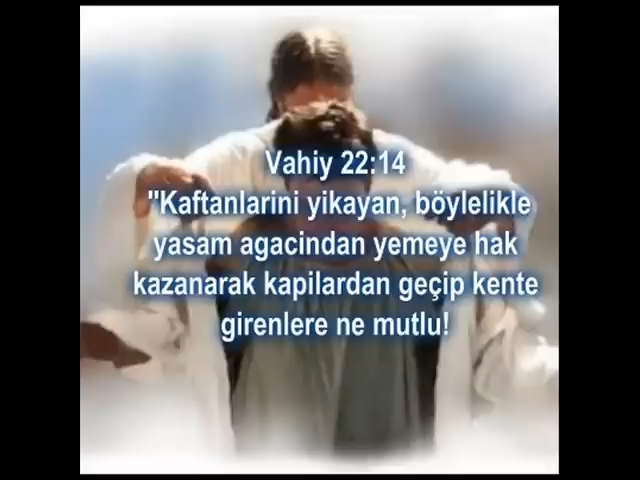 Vahiy 22:14
"Kaftanlarini yikayan, böylelikle
yasam agacindan yemeye hak
kazanarak kapilardan geçip kente
girenlere ne mutlu!